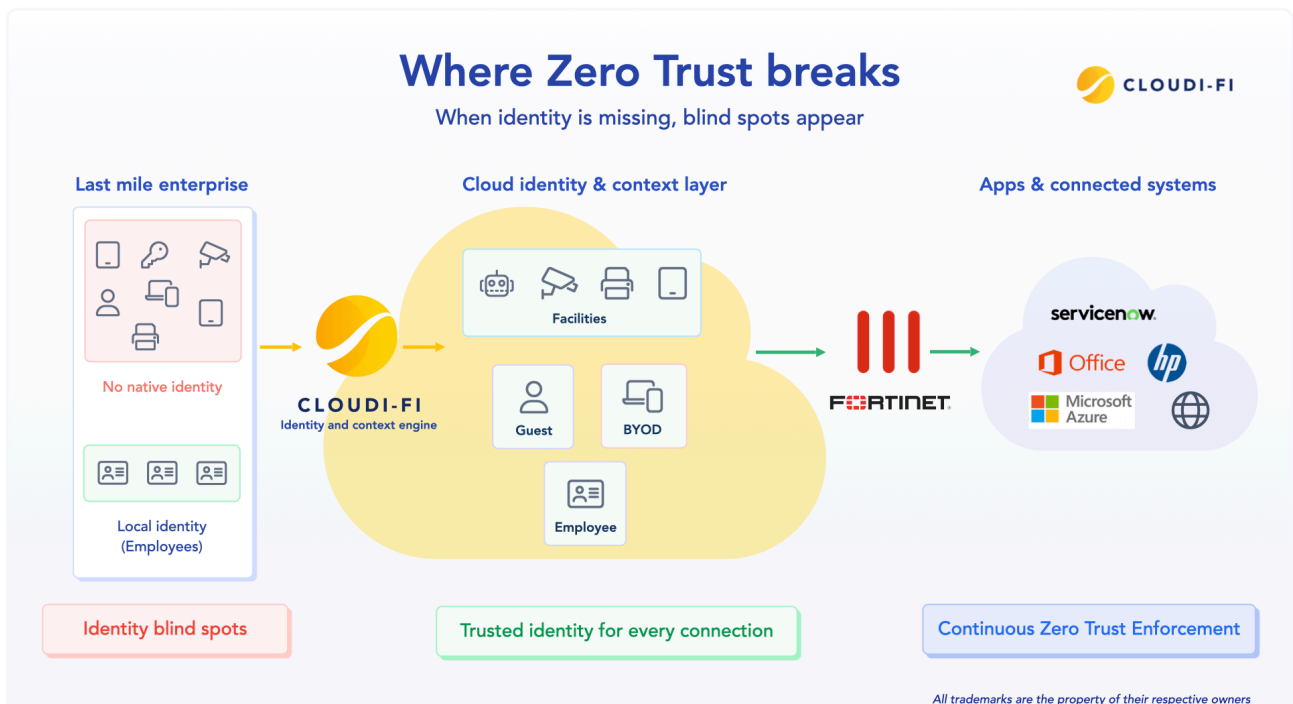 Where Zero Trust breaks
When identity is missing, blind spots appear
CLOUDI-FI
Last mile enterprise
Cloud identity & context layer
Apps & connected systems
No native identity
Local identity
(Employees)
CLOUDI-FI
Identity and context engine
Facilities
Guest
BYOD
Employee
FORTINET®
servicenow.
Office
hp
Microsoft
Azure
Identity blind spots
Trusted identity for every connection
Continuous Zero Trust Enforcement
All trademarks are the property of their respective owners